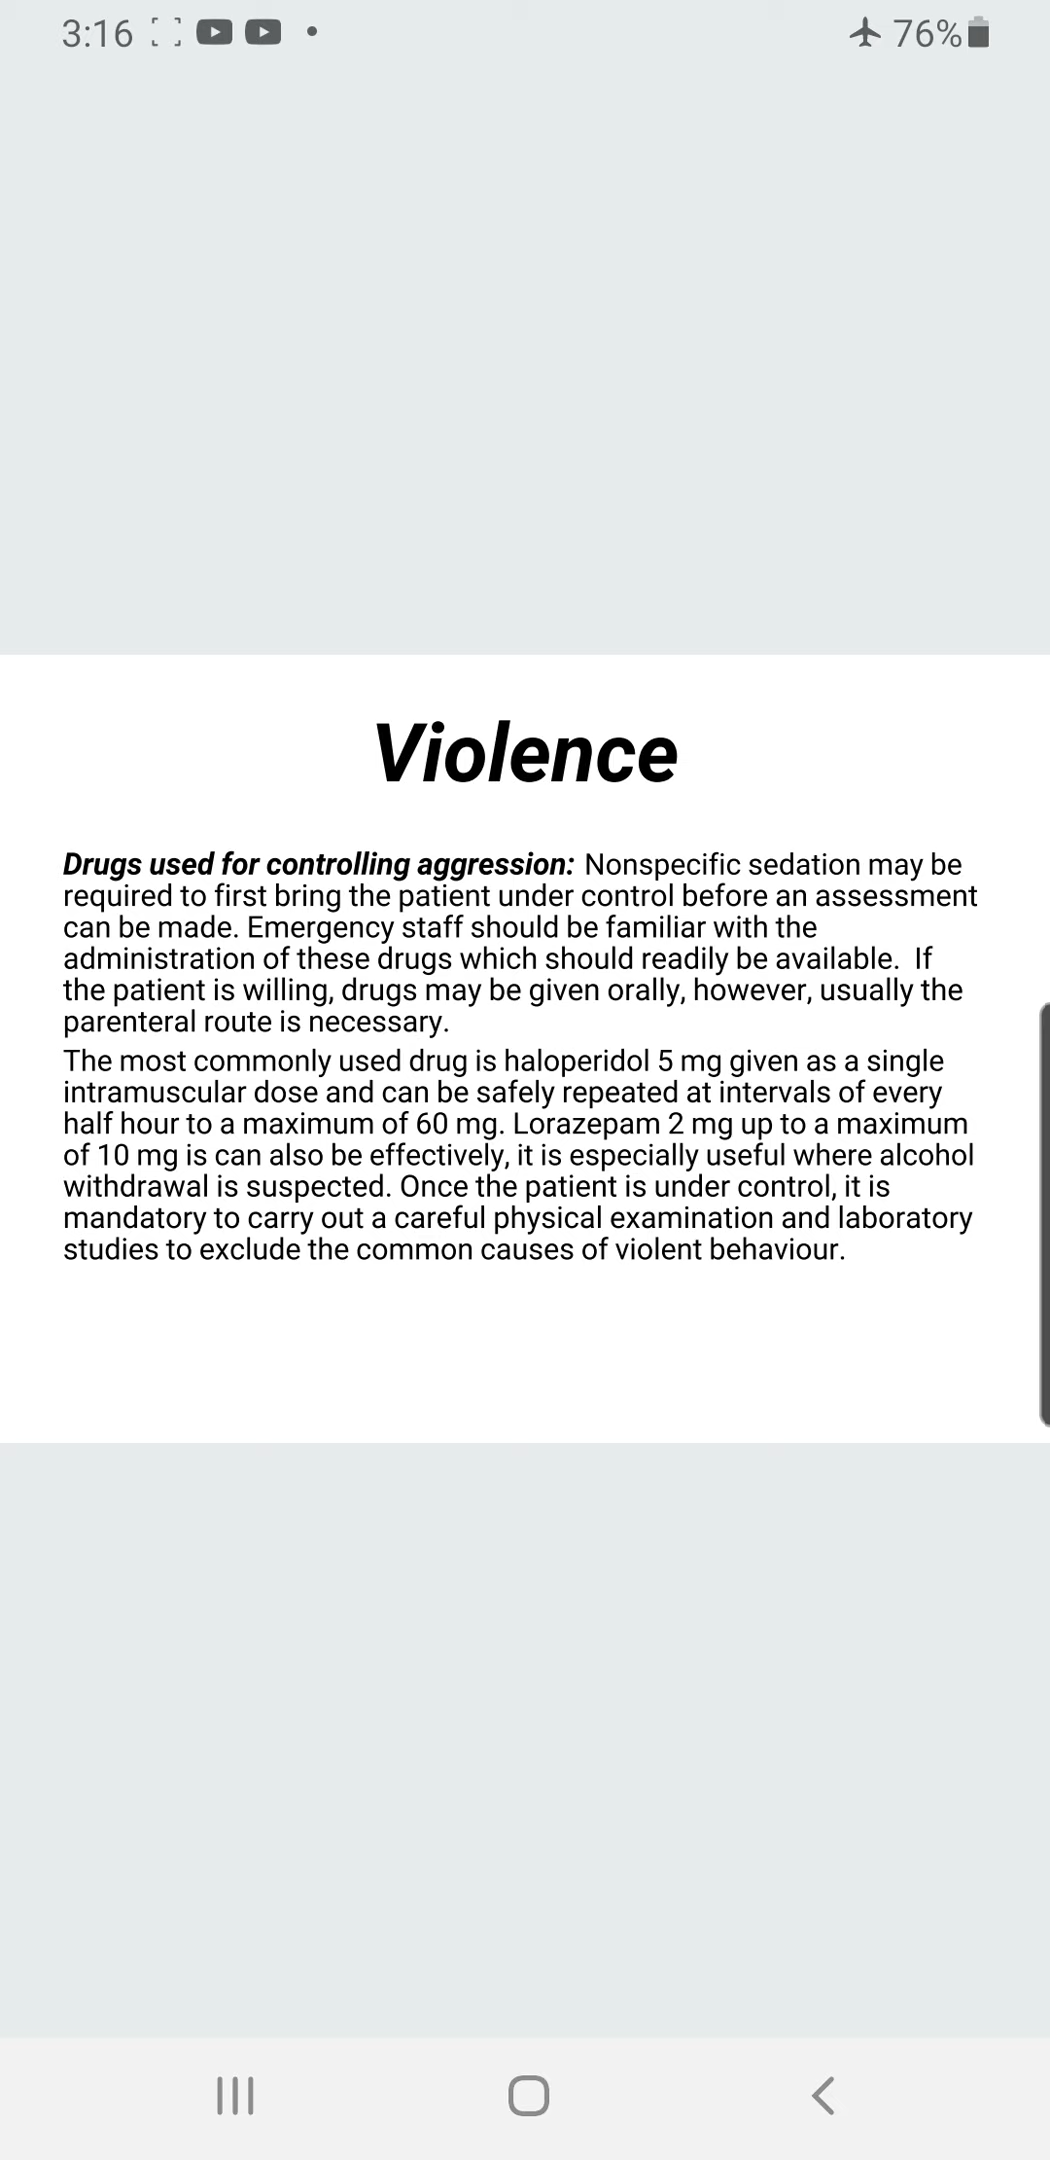 3:16
76%
Violence
Drugs used for controlling aggression: Nonspecific sedation may be
required to first bring the patient under control before an assessment
can be made. Emergency staff should be familiar with the
administration of these drugs which should readily be available.  If
the patient is willing, drugs may be given orally, however, usually the
parenteral route is necessary.
The most commonly used drug is haloperidol 5 mg given as a single
intramuscular dose and can be safely repeated at intervals of every
half hour to a maximum of 60 mg. Lorazepam 2 mg up to a maximum
of 10 mg is can also be effectively, it is especially useful where alcohol
withdrawal is suspected. Once the patient is under control, it is
mandatory to carry out a careful physical examination and laboratory
studies to exclude the common causes of violent behaviour.